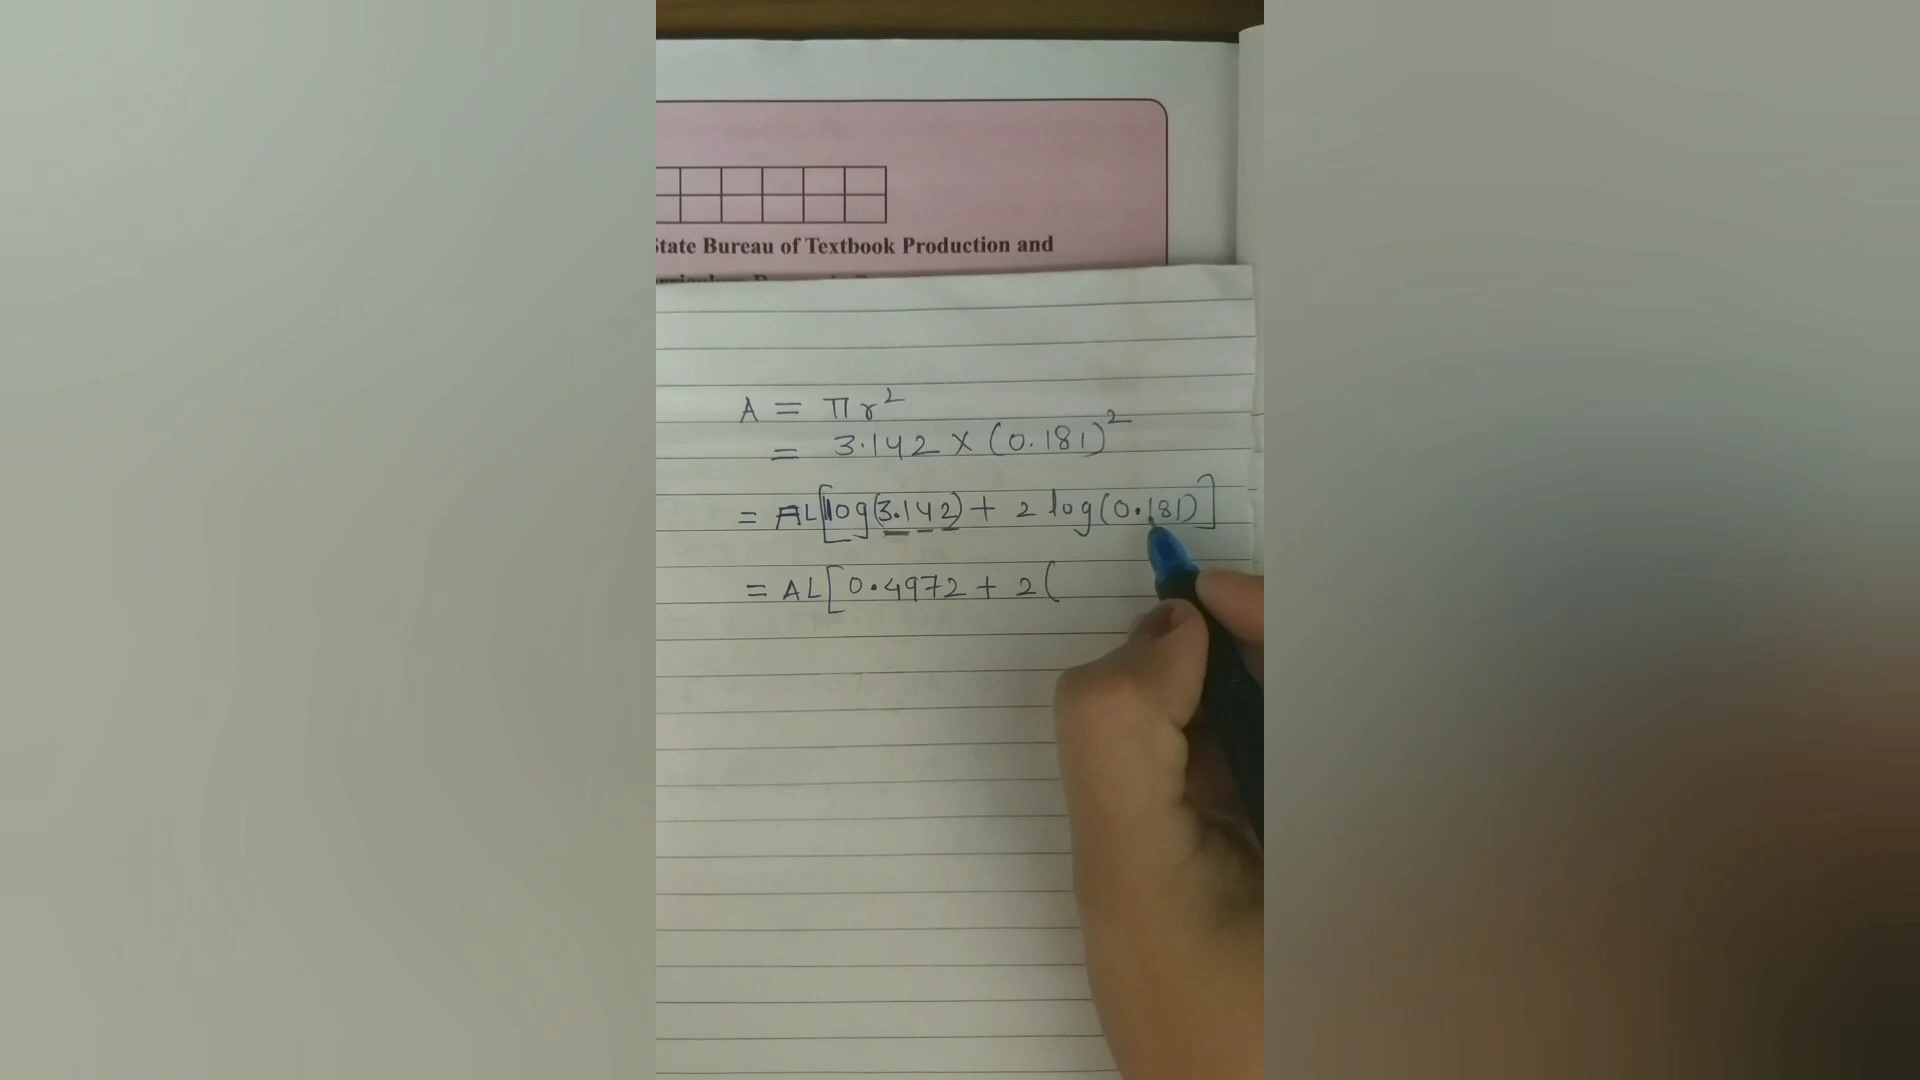 State Bureau of Textbook Production and
A = πr²
= 3.142 × (0.181)²
= AL[log(3.142) + 2 log(0.181)]
= AL[0.4972 + 2(